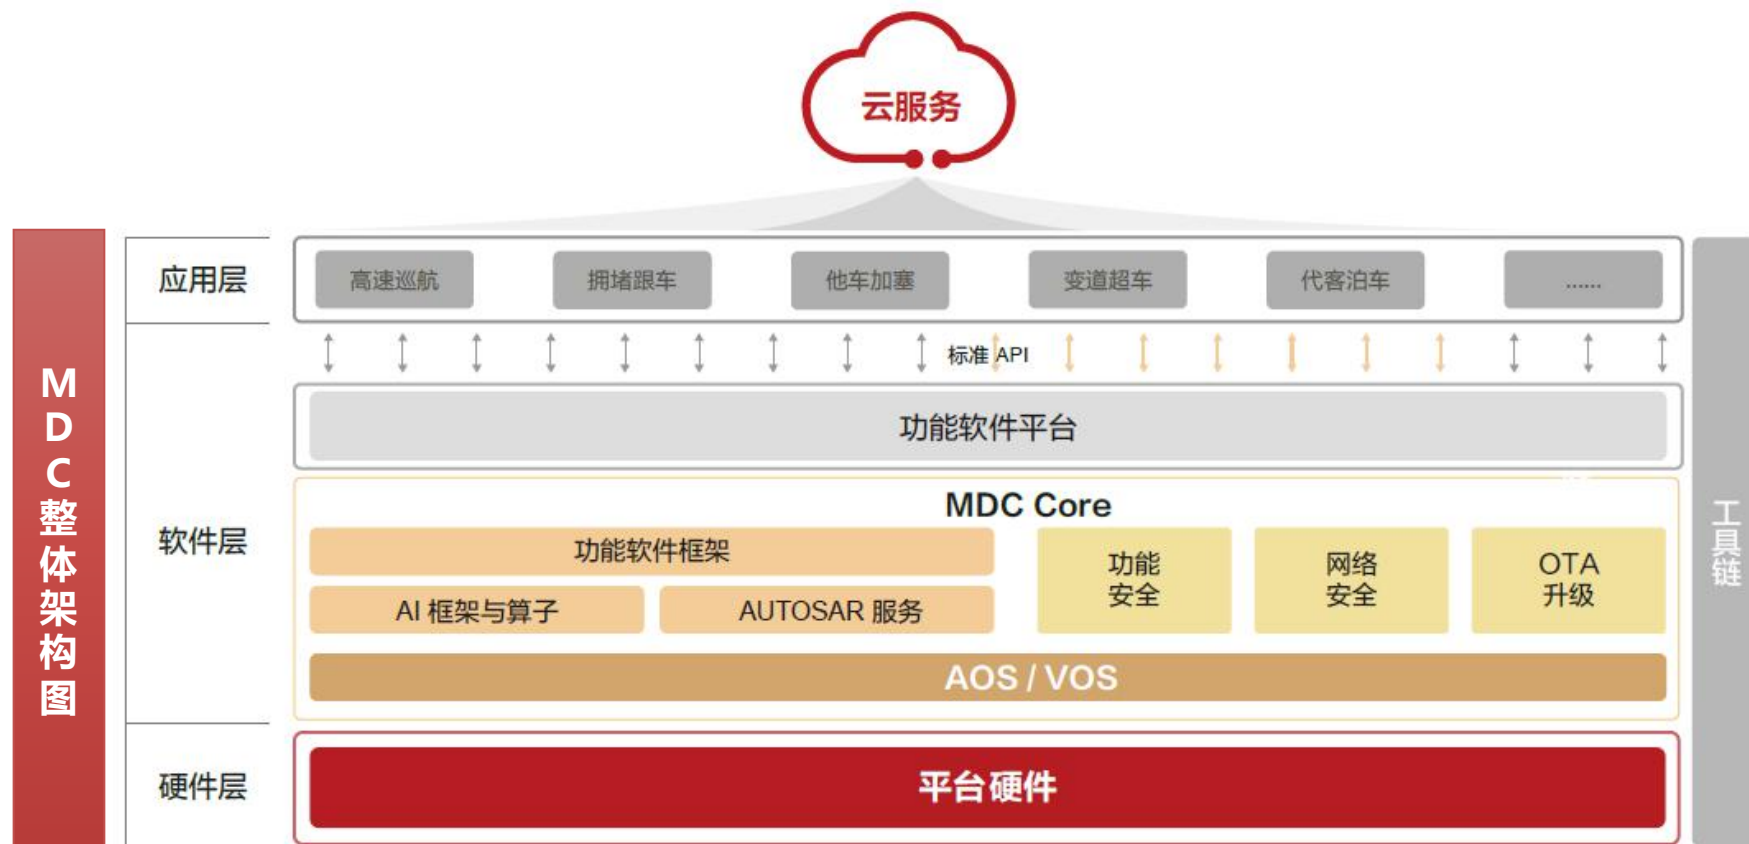 云服务
MDC整体架构图
应用层
高速巡航
拥堵跟车
他车加塞
变道超车
代客泊车
......
标准 API
软件层
功能软件平台
MDC Core
功能软件框架
AI 框架与算子
AUTOSAR 服务
功能
安全
网络
安全
OTA
升级
AOS / VOS
硬件层
平台硬件
工具链